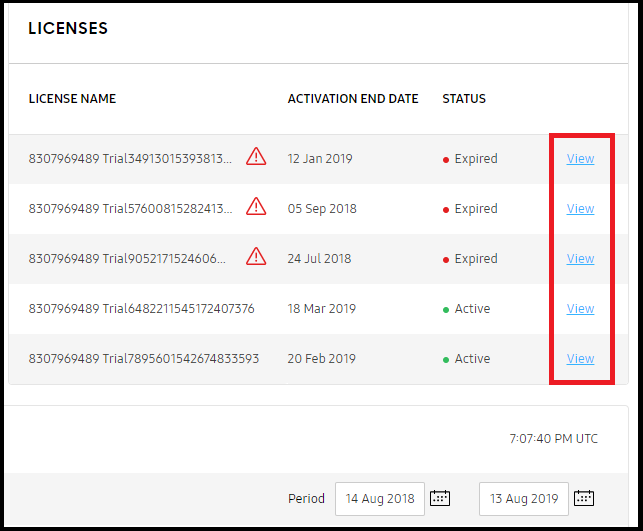 LICENSES
LICENSE NAME ACTIVATION END DATE STATUS
8307969489 Trial34913015393813... 12 Jan 2019 Expired View
8307969489 Trial57600815282413... 05 Sep 2018 Expired View
8307969489 Trial9052171524606... 24 Jul 2018 Expired View
8307969489 Trial6482211545172407376 18 Mar 2019 Active View
8307969489 Trial7895601542674833593 20 Feb 2019 Active View
7:07:40 PM UTC
Period 14 Aug 2018 13 Aug 2019